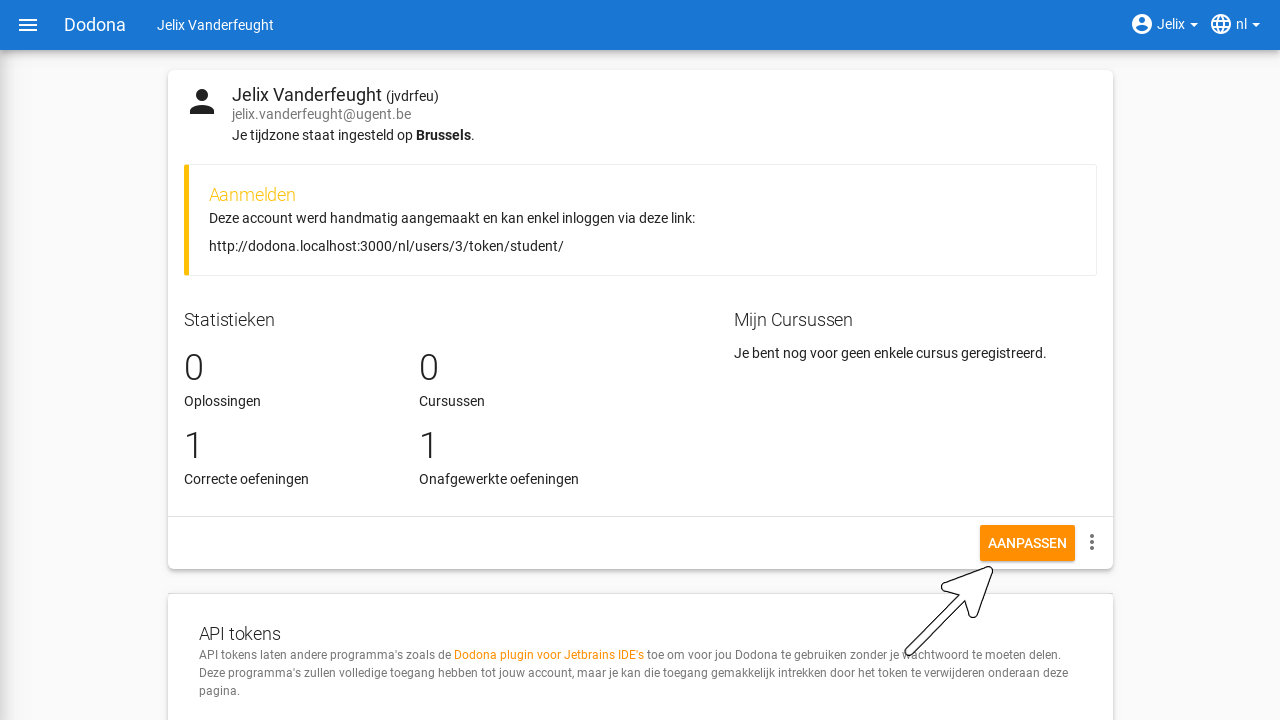 Dodona Jelix Vanderfeught Jelix nl
Jelix Vanderfeught (jvdrfeu)
jelix.vanderfeught@ugent.be
Je tijdzone staat ingesteld op Brussels.
Aanmelden
Deze account werd handmatig aangemaakt en kan enkel inloggen via deze link:
http://dodona.localhost:3000/nl/users/3/token/student/
Statistieken
0 0
Oplossingen Cursussen
1 1
Correcte oefeningen Onafgewerkte oefeningen
Mijn Cursussen
Je bent nog voor geen enkele cursus geregistreerd.
AANPASSEN
API tokens
API tokens laten andere programma's zoals de Dodona plugin voor Jetbrains IDE's toe om voor jou Dodona te gebruiken zonder je wachtwoord te moeten delen.
Deze programma's zullen volledige toegang hebben tot jouw account, maar je kan die toegang gemakkelijk intrekken door het token te verwijderen onderaan deze
pagina.